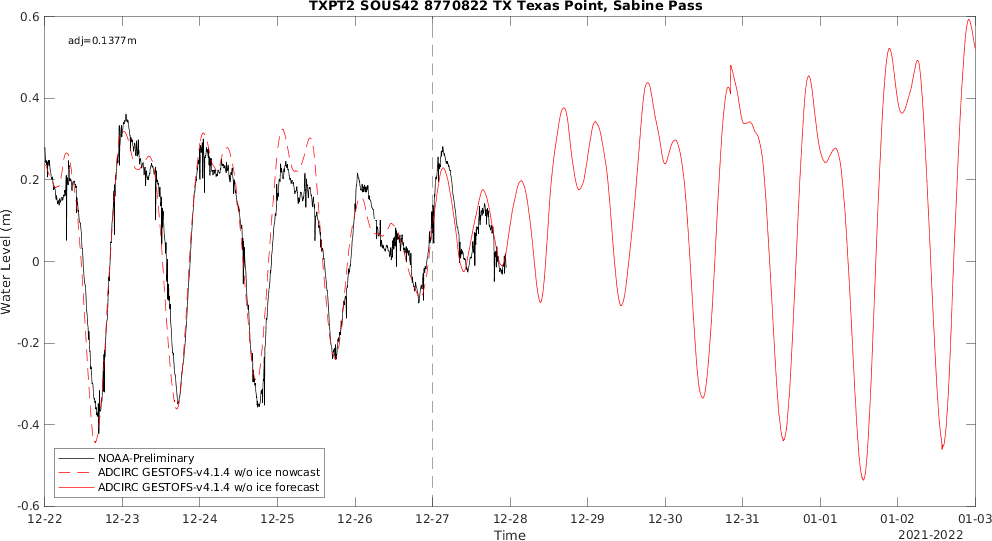 TXPT2 SOUS42 8770822 TX Texas Point, Sabine Pass
adj=0.1377m
0.6
0.4
0.2
0
-0.2
-0.4
-0.6
Water Level (m)
NOAA-Preliminary
ADCIRC GESTOFS-v4.1.4 w/o ice nowcast
ADCIRC GESTOFS-v4.1.4 w/o ice forecast
12-22 12-23 12-24 12-25 12-26 12-27 12-28 12-29 12-30 12-31 01-01 01-02 01-03
Time
2021-2022